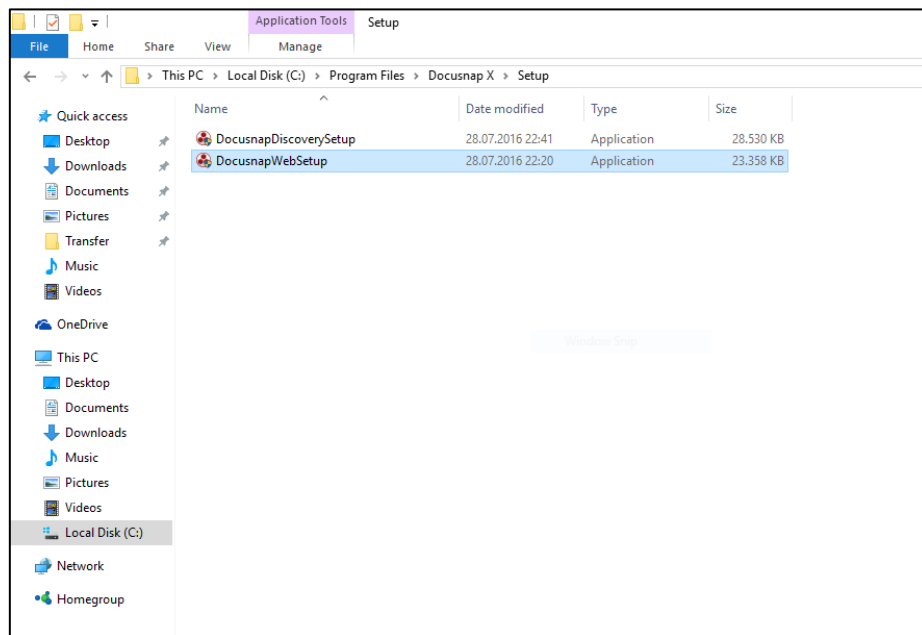 Application Tools Setup
File Home Share View Manage
This PC Local Disk (C:) Program Files Docusnap X Setup
Name Date modified Type Size
DocusnapDiscoverySetup 28.07.2016 22:41 Application 28.530 KB
DocusnapWebSetup 28.07.2016 22:20 Application 23.358 KB
Quick access
Desktop
Downloads
Documents
Pictures
Transfer
Music
Videos
OneDrive
This PC
Desktop
Documents
Downloads
Music
Pictures
Videos
Local Disk (C:)
Network
Homegroup
Window Snip